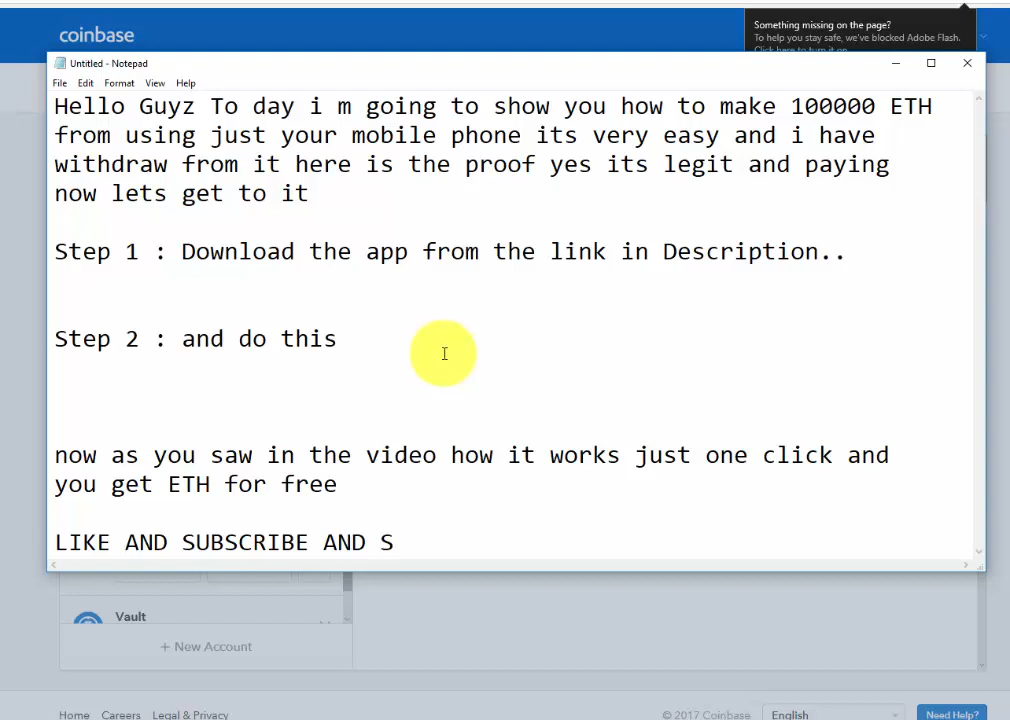 Something missing on the page?
coinbase
To help you stay safe, we've blocked Adobe Flash.
Click here to turn it on
Untitled - Notepad
File Edit Format View Help
Hello Guyz To day i m going to show you how to make 100000 ETH
from using just your mobile phone its very easy and i have
withdraw from it here is the proof yes its legit and paying
now lets get to it
Step 1 : Download the app from the link in Description..
Step 2 : and do this
now as you saw in the video how it works just one click and
you get ETH for free
LIKE AND SUBSCRIBE AND S
Vault
+ New Account
Home Careers Legal & Privacy © 2017 Coinbase English Need Help?